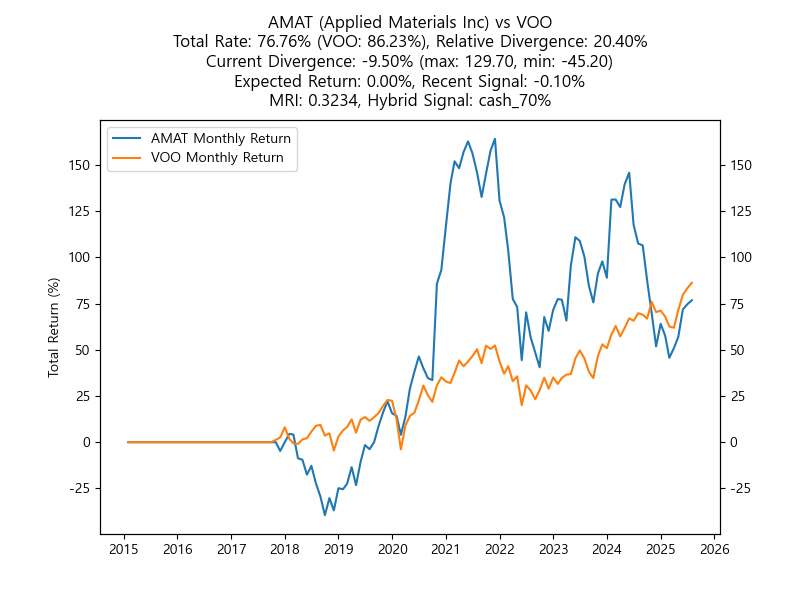 AMAT (Applied Materials Inc) vs VOO
Total Rate: 76.76% (VOO: 86.23%), Relative Divergence: 20.40%
Current Divergence: -9.50% (max: 129.70, min: -45.20)
Expected Return: 0.00%, Recent Signal: -0.10%
MRI: 0.3234, Hybrid Signal: cash_70%
AMAT Monthly Return
VOO Monthly Return
Total Return (%)
150 150
125 125
100 100
75 75
50 50
25 25
0 0
-25 -25
2015 2016 2017 2018 2019 2020 2021 2022 2023 2024 2025 2026